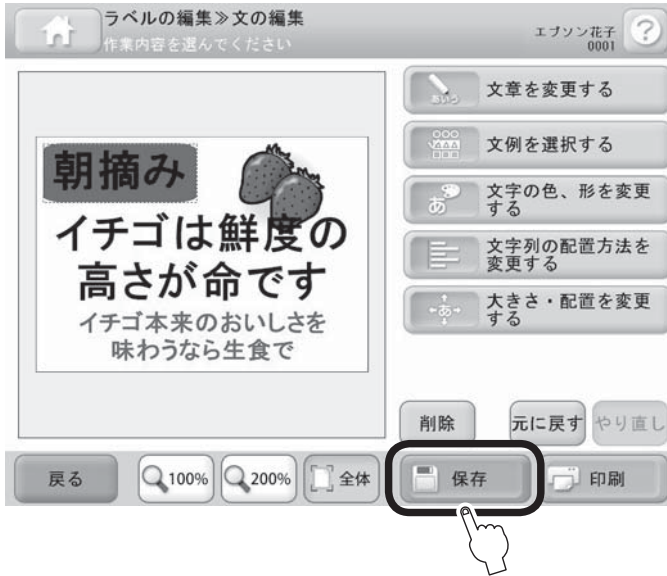 ラベルの編集≫文の編集
作業内容を選んでください
エプソン花子
0001
?
朝摘み
イチゴは鮮度の
高さが命です
イチゴ本来のおいしさを
味わうなら生食で
あいう
文章を変更する
文例を選択する
あ
文字の色、形を変更
する
文字列の配置方法を
変更する
あ
大きさ・配置を変更
する
削除
元に戻す
やり直し
戻る
100%
200%
全体
保存
印刷